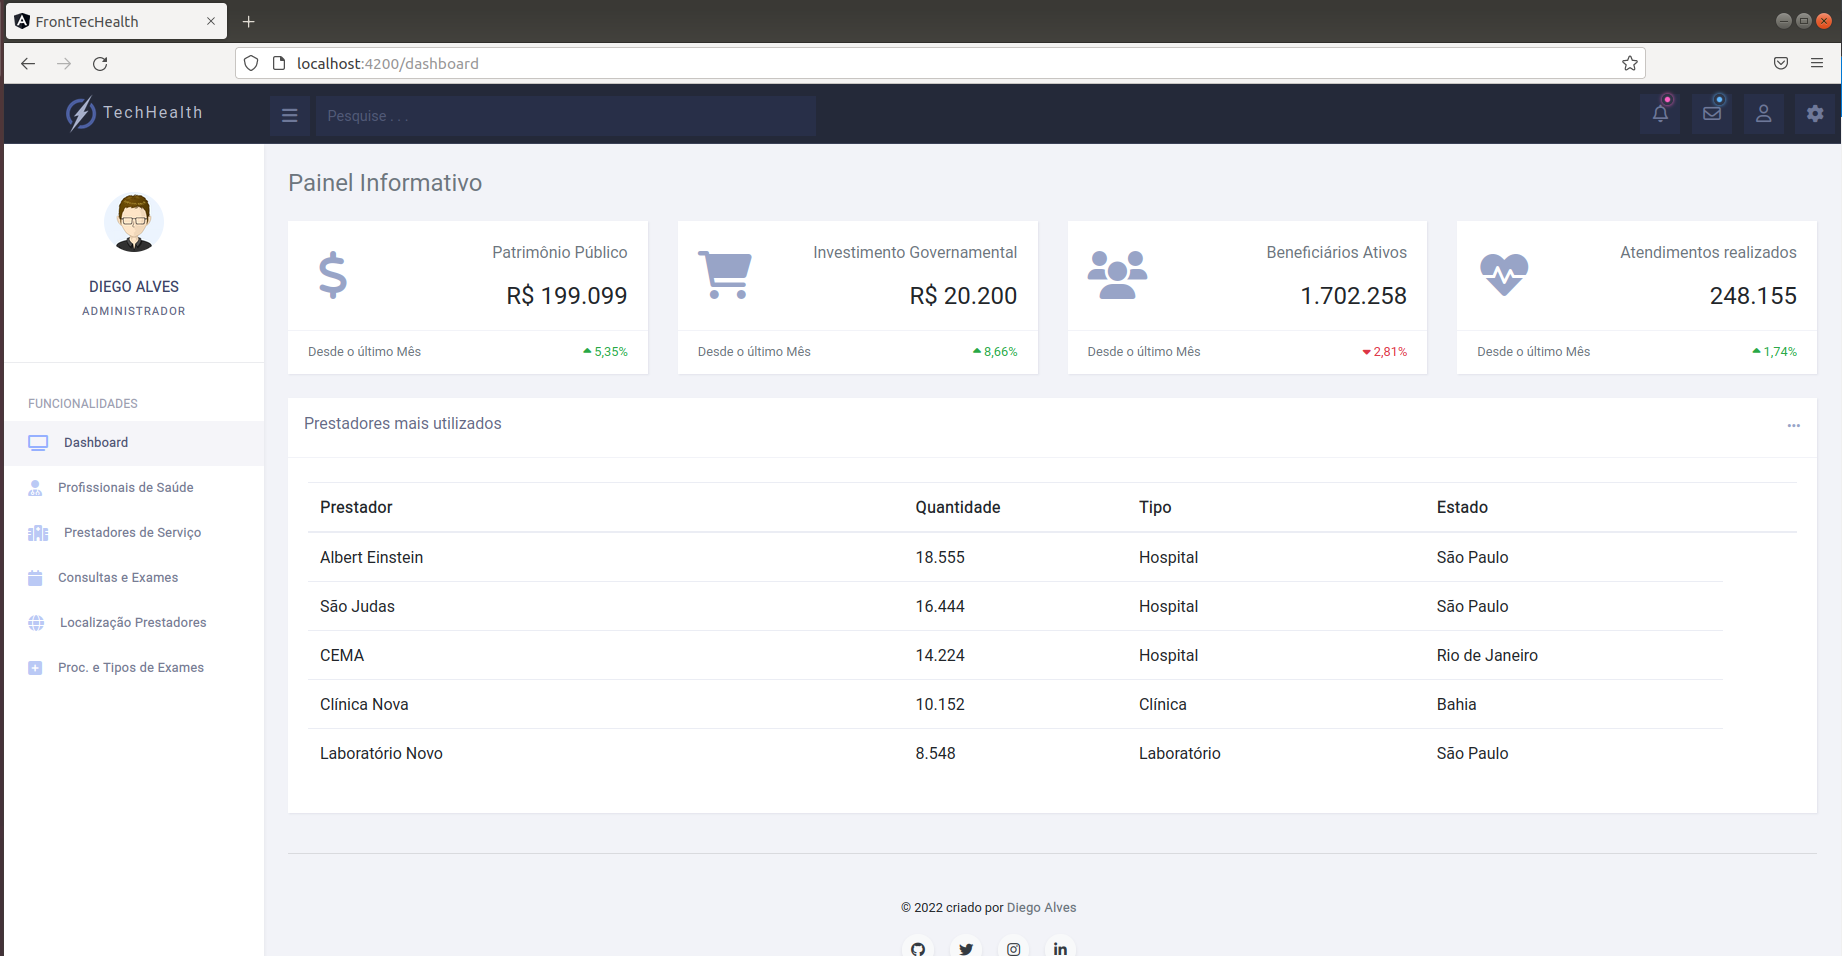 FrontTecHealth
localhost:4200/dashboard
TechHealth
Pesquise . . .
DIEGO ALVES
ADMINISTRADOR
FUNCIONALIDADES
Dashboard
Profissionais de Saúde
Prestadores de Serviço
Consultas e Exames
Localização Prestadores
Proc. e Tipos de Exames
Painel Informativo
Patrimônio Público
R$ 199.099
Desde o último Mês 5,35%
Investimento Governamental
R$ 20.200
Desde o último Mês 8,66%
Beneficiários Ativos
1.702.258
Desde o último Mês 2,81%
Atendimentos realizados
248.155
Desde o último Mês 1,74%
Prestadores mais utilizados
Prestador Quantidade Tipo Estado
Albert Einstein 18.555 Hospital São Paulo
São Judas 16.444 Hospital São Paulo
CEMA 14.224 Hospital Rio de Janeiro
Clínica Nova 10.152 Clínica Bahia
Laboratório Novo 8.548 Laboratório São Paulo
© 2022 criado por Diego Alves